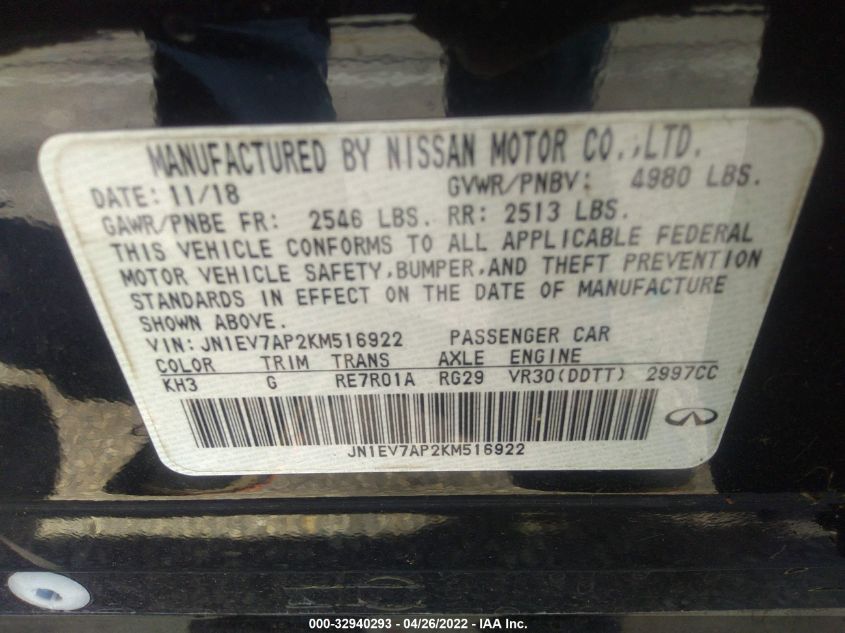 MANUFACTURED BY NISSAN MOTOR CO.,LTD.
DATE: 11/18 GVWR/PNBV: 4980 LBS.
GAWR/PNBE FR: 2546 LBS. RR: 2513 LBS.
THIS VEHICLE CONFORMS TO ALL APPLICABLE FEDERAL
MOTOR VEHICLE SAFETY,BUMPER,AND THEFT PREVENTION
STANDARDS IN EFFECT ON THE DATE OF MANUFACTURE
SHOWN ABOVE.
VIN: JN1EV7AP2KM516922 PASSENGER CAR
COLOR TRIM TRANS AXLE ENGINE
KH3 G RE7R01A RG29 VR30(DDTT) 2997CC
JN1EV7AP2KM516922
000-32940293 - 04/26/2022 - IAA Inc.